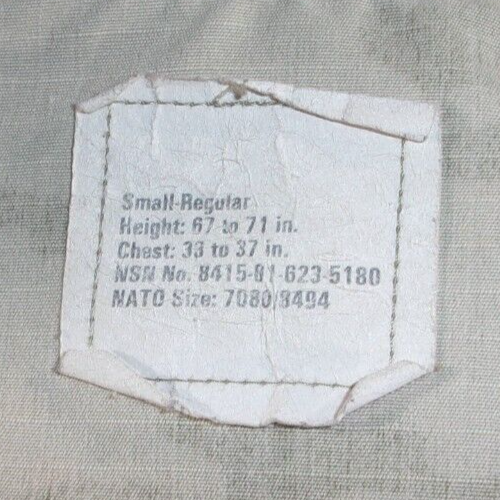 Small-Regular
Height: 67 to 71 in.
Chest: 33 to 37 in.
NSN No. 8415-01-623-5180
NATO Size: 7080/8494